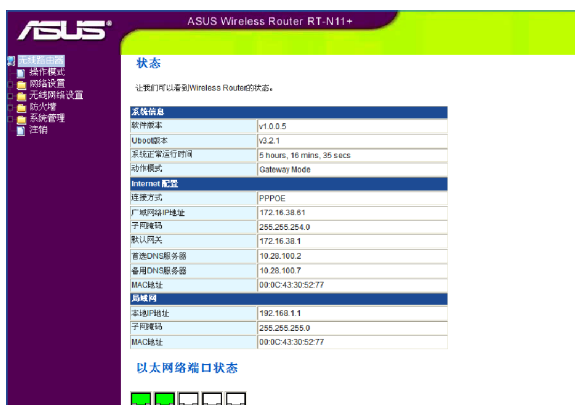 ASUS
ASUS Wireless Router RT-N11+
无线路由器
操作模式
网络设置
无线网络设置
防火墙
系统管理
注销
状态
让我们可以看到Wireless Router的状态。
系统信息
软件版本 v1.0.0.5
Uboot版本 v3.2.1
系统正常运行时间 5 hours, 16 mins, 35 secs
动作模式 Gateway Mode
Internet 配置
连接方式 PPPOE
广域网络IP地址 172.16.38.61
子网掩码 255.255.254.0
默认网关 172.16.38.1
首选DNS服务器 10.28.100.2
备用DNS服务器 10.28.100.7
MAC地址 00:0C:43:30:52:77
局域网
本地IP地址 192.168.1.1
子网掩码 255.255.255.0
MAC地址 00:0C:43:30:52:77
以太网络端口状态